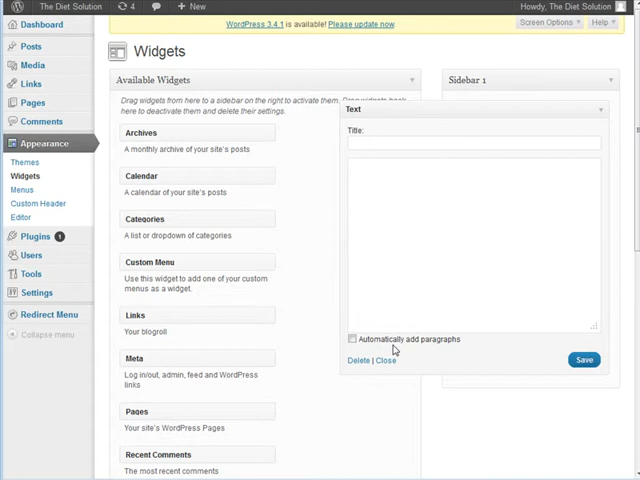 The Diet Solution 4 + New Howdy, The Diet Solution
WordPress 3.4.1 is available! Please update now.
Screen Options Help
Dashboard
Posts
Media
Links
Pages
Comments
Appearance
Themes
Widgets
Menus
Custom Header
Editor
Plugins 1
Users
Tools
Settings
Redirect Menu
Collapse menu
Widgets
Available Widgets
Drag widgets from here to a sidebar on the right to activate them. Drag widgets back
here to deactivate them and delete their settings.
Archives
A monthly archive of your site's posts
Calendar
A calendar of your site's posts
Categories
A list or dropdown of categories
Custom Menu
Use this widget to add one of your custom
menus as a widget.
Links
Your blogroll
Meta
Log in/out, admin, feed and WordPress
links
Pages
Your site's WordPress Pages
Recent Comments
The most recent comments
Sidebar 1
Text
Title:
Automatically add paragraphs
Delete | Close
Save